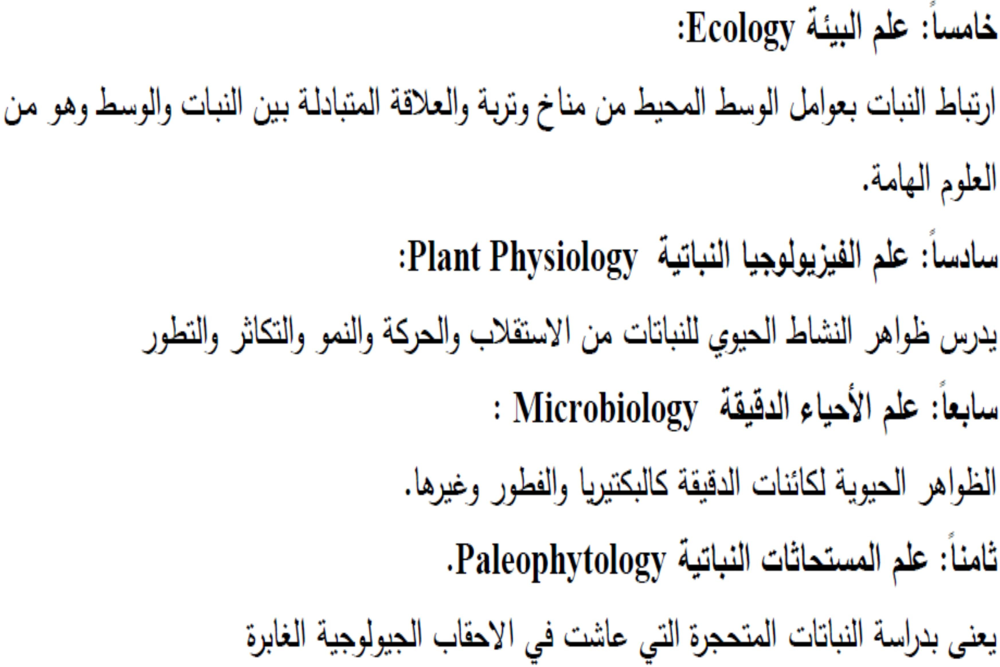 خامساً: علم البيئة Ecology:
ارتباط النبات بعوامل الوسط المحيط من مناخ وتربة والعلاقة المتبادلة بين النبات والوسط وهو من
العلوم الهامة.
سادساً: علم الفيزيولوجيا النباتية Plant Physiology:
يدرس ظواهر النشاط الحيوي للنباتات من الاستقلاب والحركة والنمو والتكاثر والتطور
سابعاً: علم الأحياء الدقيقة Microbiology :
الظواهر الحيوية لكائنات الدقيقة كالبكتيريا والفطور وغيرها.
ثامناً: علم المستحاثات النباتية Paleophytology.
يعنى بدراسة النباتات المتحجرة التي عاشت في الاحقاب الجيولوجية الغابرة